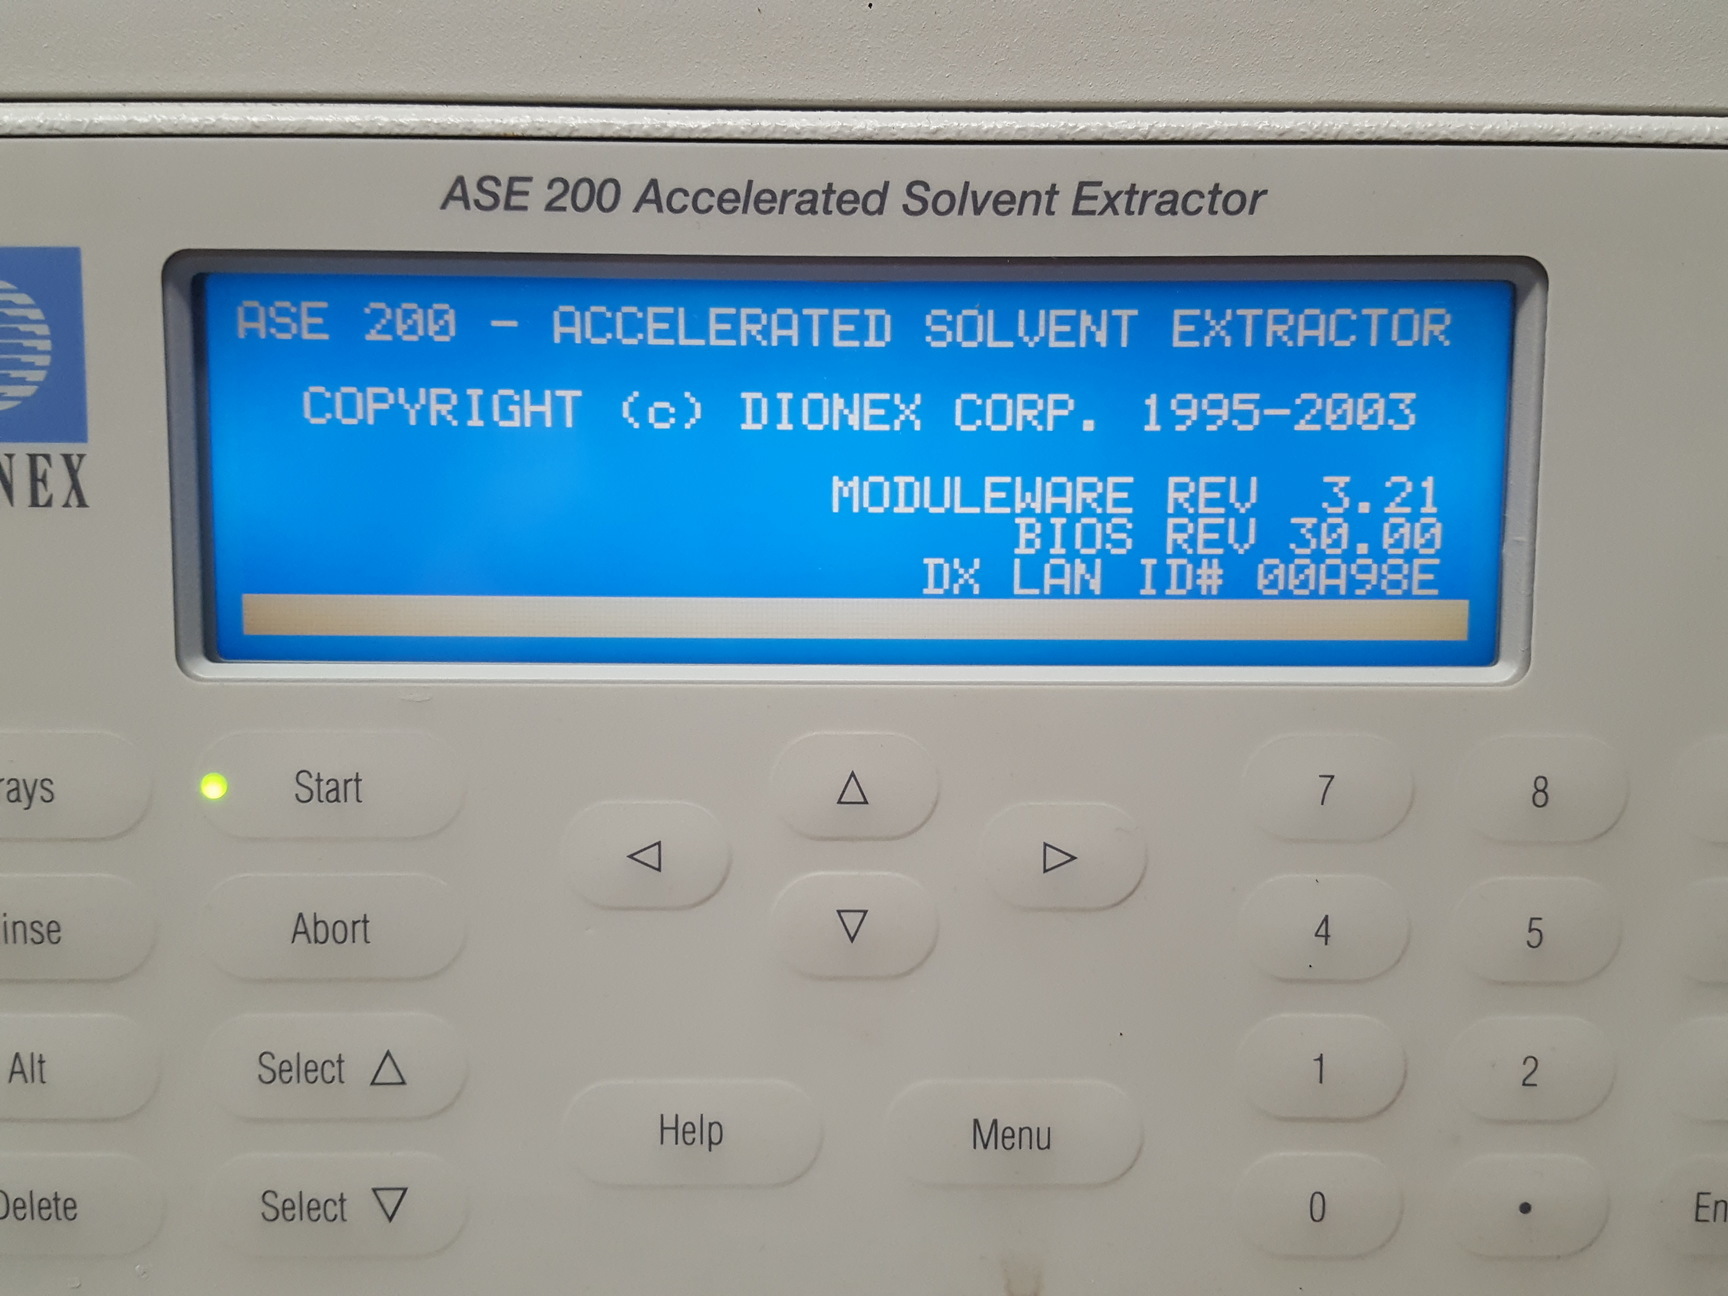 ASE 200 Accelerated Solvent Extractor
ASE 200 - ACCELERATED SOLVENT EXTRACTOR
COPYRIGHT (c) DIONEX CORP. 1995-2003
MODULEWARE REV 3.21
BIOS REV 30.00
DX LAN ID# 00A98E
NEX
rays
Start
7
8
inse
Abort
4
5
Alt
Select △
1
2
Help
Menu
Delete
Select ▽
0
•
En